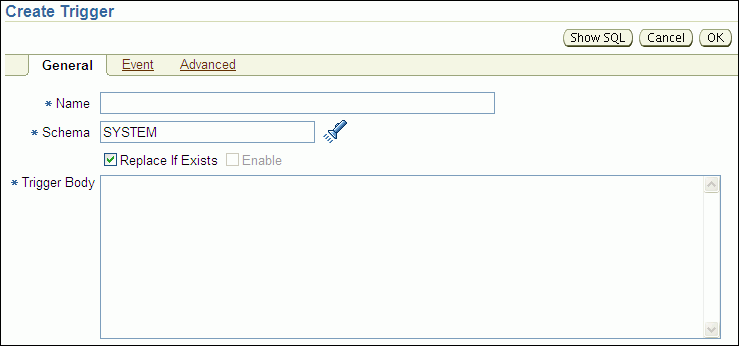 Create Trigger
Show SQL Cancel OK
General Event Advanced
* Name
* Schema SYSTEM
Replace If Exists Enable
* Trigger Body